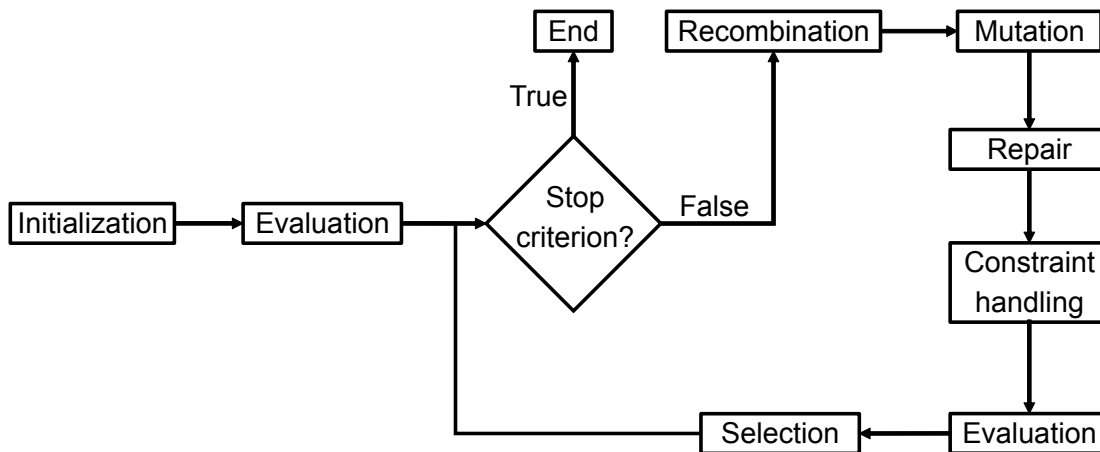 End
Recombination
Mutation
True
Repair
Initialization
Evaluation
Stop
criterion?
False
Constraint
handling
Selection
Evaluation